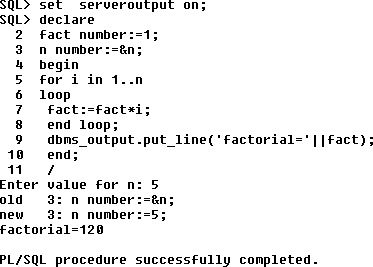 SQL> set  serveroutput on;
SQL> declare
  2  fact number:=1;
  3  n number:=&n;
  4  begin
  5  for i in 1..n
  6  loop
  7   fact:=fact*i;
  8   end loop;
  9   dbms_output.put_line('factorial='||fact);
 10   end;
 11   /
Enter value for n: 5
old   3: n number:=&n;
new   3: n number:=5;
factorial=120

PL/SQL procedure successfully completed.